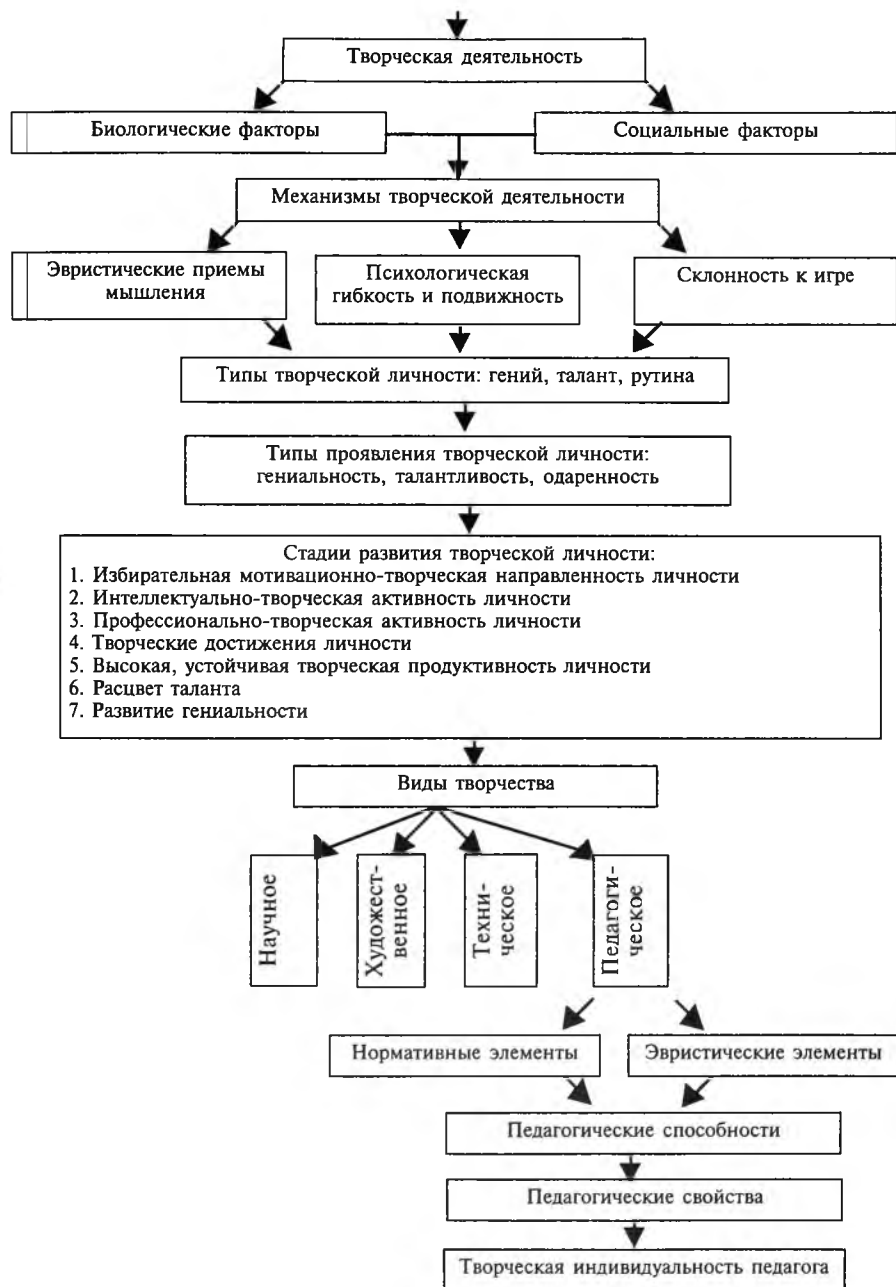 Творческая деятельность
Биологические факторы
Социальные факторы
Механизмы творческой деятельности
Эвристические приемы
мышления
Психологическая
гибкость и подвижность
Склонность к игре
Типы творческой личности: гений, талант, рутина
Типы проявления творческой личности:
гениальность, талантливость, одаренность
Стадии развития творческой личности:
1. Избирательная мотивационно-творческая направленность личности
2. Интеллектуально-творческая активность личности
3. Профессионально-творческая активность личности
4. Творческие достижения личности
5. Высокая, устойчивая творческая продуктивность личности
6. Расцвет таланта
7. Развитие гениальности
Виды творчества
Научное
Художест-
венное
Техни-
ческое
Педагоги-
ческое
Нормативные элементы
Эвристические элементы
Педагогические способности
Педагогические свойства
Творческая индивидуальность педагога